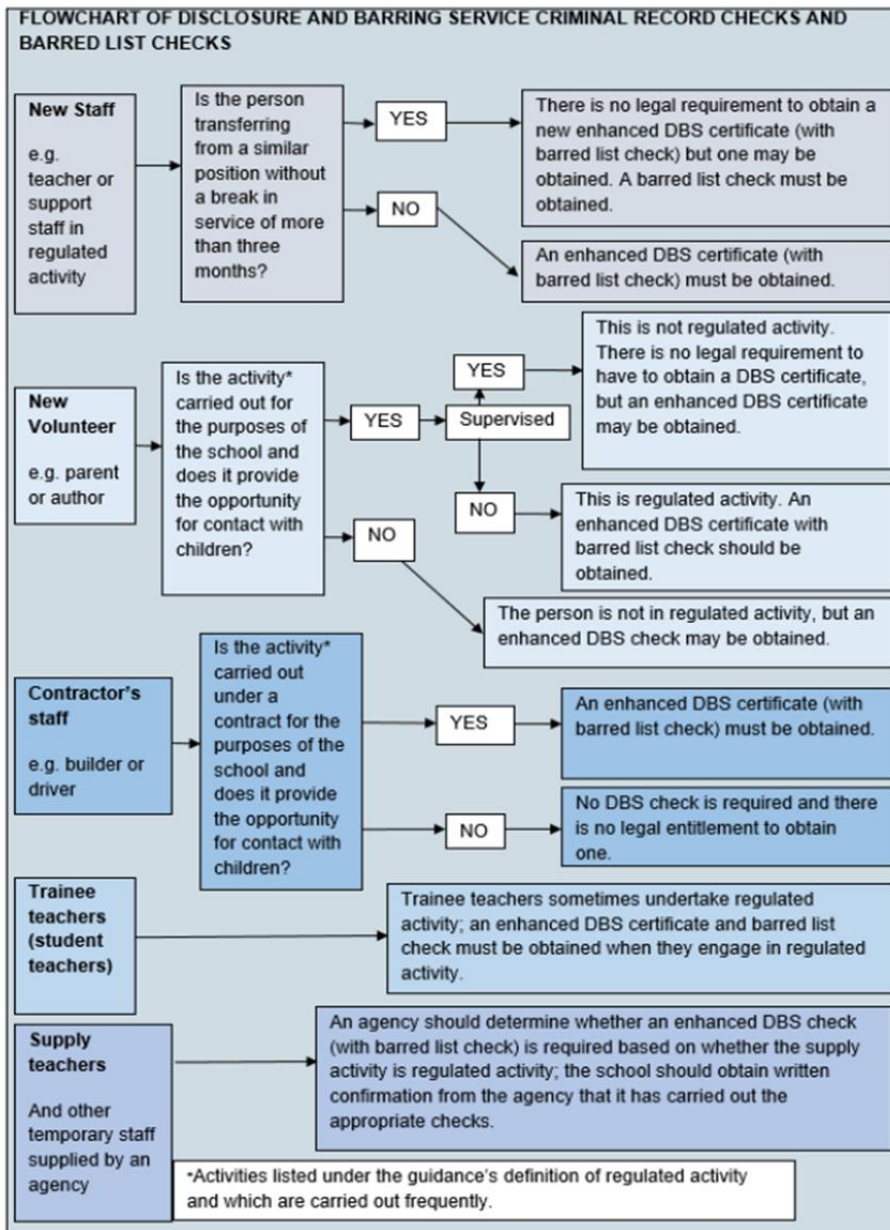 FLOWCHART OF DISCLOSURE AND BARRING SERVICE CRIMINAL RECORD CHECKS AND
BARRED LIST CHECKS
New Staff
e.g.
teacher or
support
staff in
regulated
activity
Is the person
transferring
from a similar
position without
a break in
service of more
than three
months?
YES
There is no legal requirement to obtain a
new enhanced DBS certificate (with
barred list check) but one may be
obtained. A barred list check must be
obtained.
NO
An enhanced DBS certificate (with
barred list check) must be obtained.
New
Volunteer
e.g. parent
or author
Is the activity*
carried out for
the purposes of
the school and
does it provide
the opportunity
for contact with
children?
YES
Supervised
YES
This is not regulated activity.
There is no legal requirement to
have to obtain a DBS certificate,
but an enhanced DBS certificate
may be obtained.
NO
This is regulated activity. An
enhanced DBS certificate with
barred list check should be
obtained.
NO
The person is not in regulated activity, but an
enhanced DBS check may be obtained.
Contractor's
staff
e.g. builder or
driver
Is the activity*
carried out
under a
contract for the
purposes of the
school and
does it provide
the opportunity
for contact with
children?
YES
An enhanced DBS certificate (with
barred list check) must be obtained.
NO
No DBS check is required and there
is no legal entitlement to obtain
one.
Trainee
teachers
(student
teachers)
Trainee teachers sometimes undertake regulated
activity; an enhanced DBS certificate and barred list
check must be obtained when they engage in regulated
activity.
Supply
teachers
And other
temporary staff
supplied by an
agency
An agency should determine whether an enhanced DBS check
(with barred list check) is required based on whether the supply
activity is regulated activity; the school should obtain written
confirmation from the agency that it has carried out the
appropriate checks.
*Activities listed under the guidance's definition of regulated activity
and which are carried out frequently.